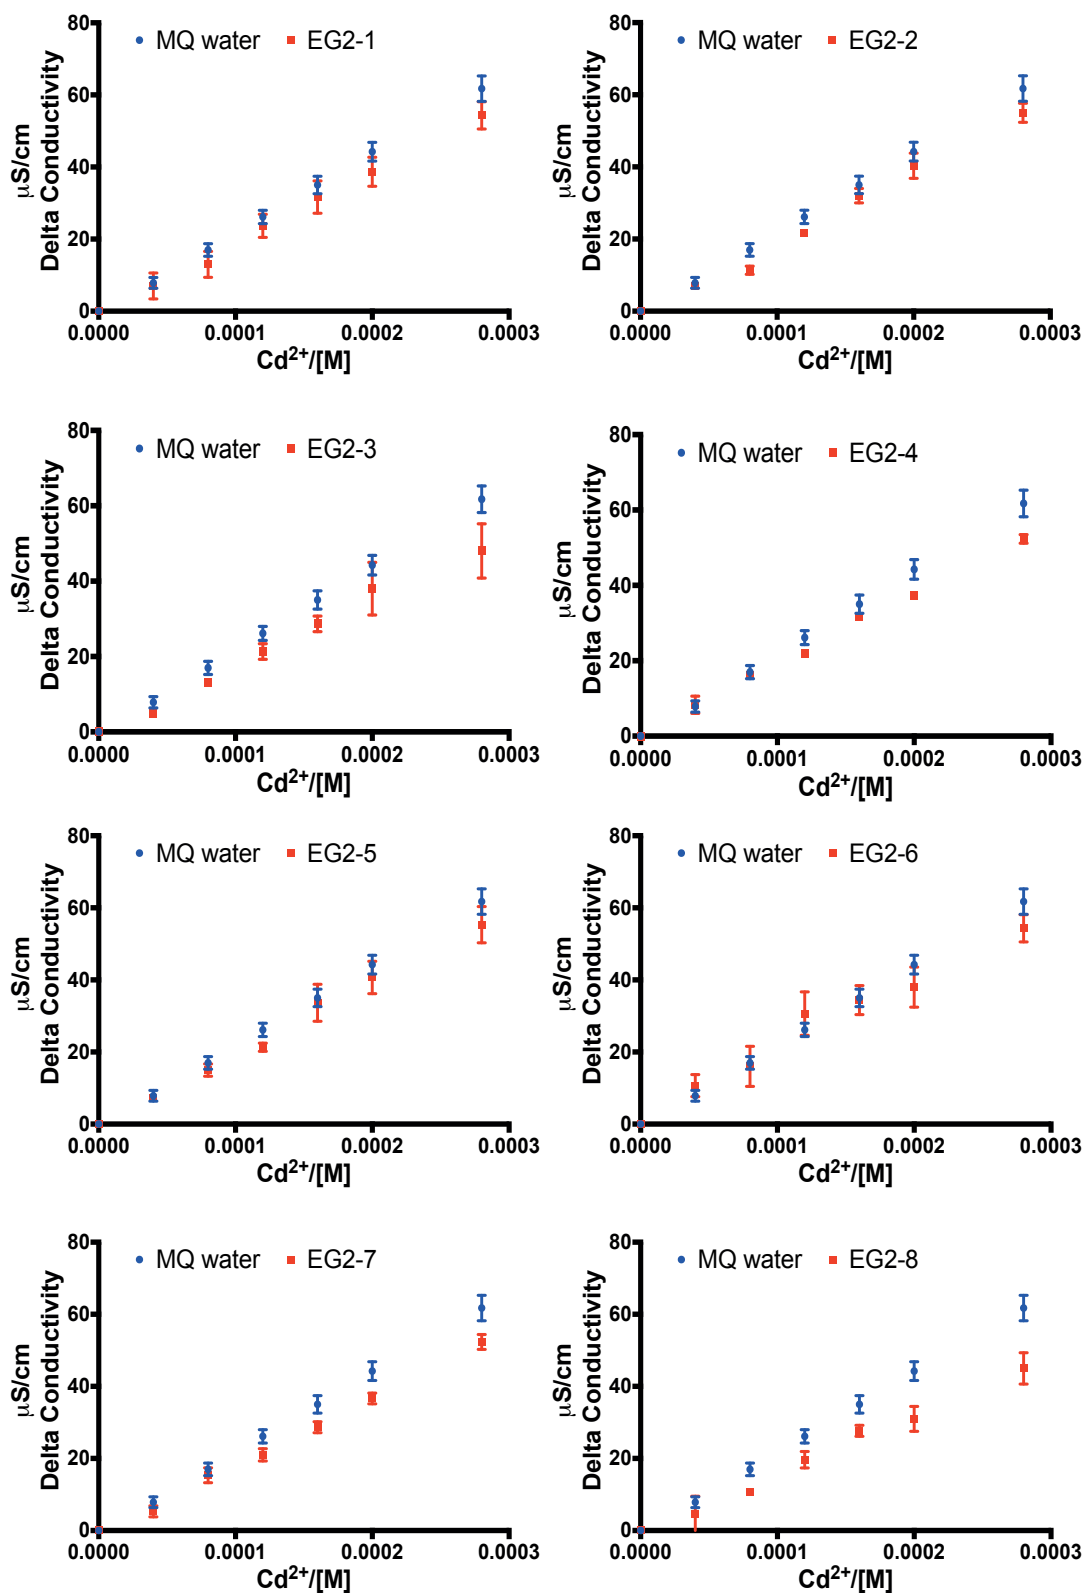 MQ water EG2-1
µS/cm
Delta Conductivity
80
60
40
20
0
0.0000 0.0001 0.0002 0.0003
Cd²⁺/[M]
MQ water EG2-2
µS/cm
Delta Conductivity
80
60
40
20
0
0.0000 0.0001 0.0002 0.0003
Cd²⁺/[M]
MQ water EG2-3
µS/cm
Delta Conductivity
80
60
40
20
0
0.0000 0.0001 0.0002 0.0003
Cd²⁺/[M]
MQ water EG2-4
µS/cm
Delta Conductivity
80
60
40
20
0
0.0000 0.0001 0.0002 0.0003
Cd²⁺/[M]
MQ water EG2-5
µS/cm
Delta Conductivity
80
60
40
20
0
0.0000 0.0001 0.0002 0.0003
Cd²⁺/[M]
MQ water EG2-6
µS/cm
Delta Conductivity
80
60
40
20
0
0.0000 0.0001 0.0002 0.0003
Cd²⁺/[M]
MQ water EG2-7
µS/cm
Delta Conductivity
80
60
40
20
0
0.0000 0.0001 0.0002 0.0003
Cd²⁺/[M]
MQ water EG2-8
µS/cm
Delta Conductivity
80
60
40
20
0
0.0000 0.0001 0.0002 0.0003
Cd²⁺/[M]